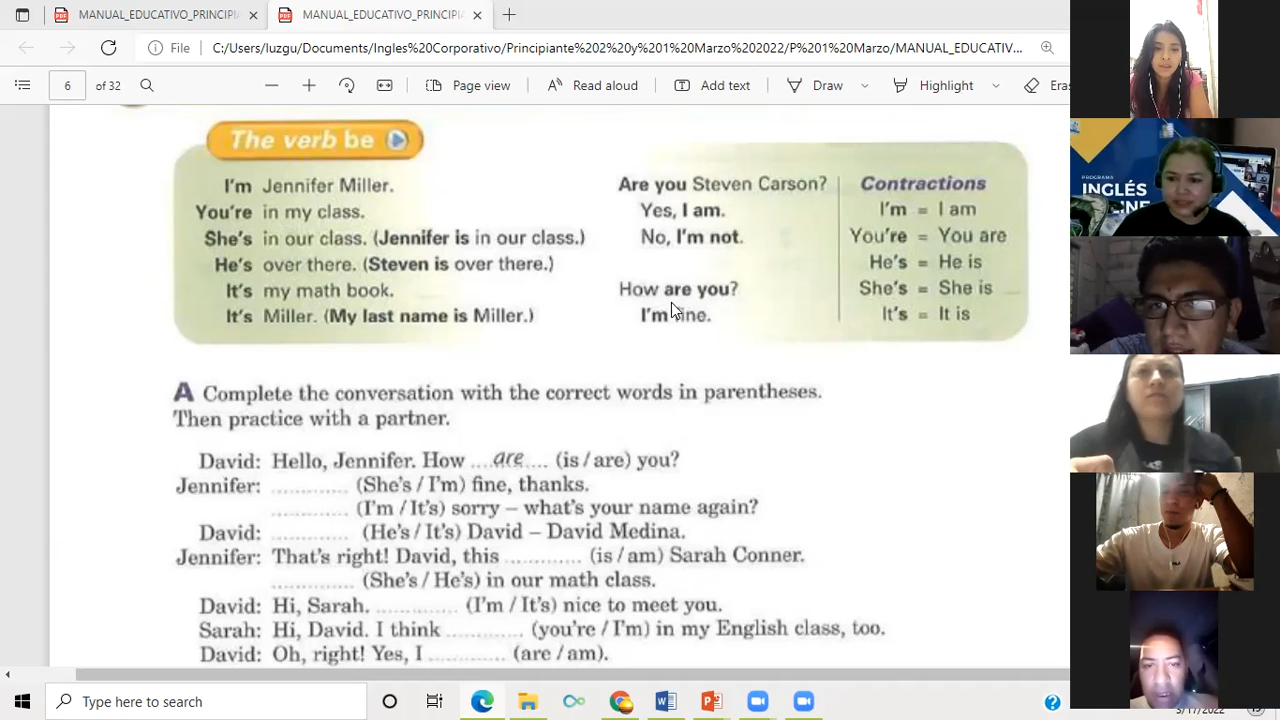 MANUAL_EDUCATIVO_PRINCIPIA
MANUAL_EDUCATIVO_PRINCIPIA
File
C:/Users/luzgu/Documents/Ingles%20Corporativo/Principiante%202%20y%201%20Marzo%202022/P%201%20Marzo/MANUAL_EDUCATIV...
6 of 32
Page view
Read aloud
Add text
Draw
Highlight
Eras
The verb be
I'm Jennifer Miller.
You're in my class.
She's in our class. (Jennifer is in our class.)
He's over there. (Steven is over there.)
It's my math book.
It's Miller. (My last name is Miller.)
Are you Steven Carson?
Yes, I am.
No, I'm not.
How are you?
I'm fine.
Contractions
I'm = I am
You're = You are
He's = He is
She's = She is
It's = It is
A Complete the conversation with the correct words in parentheses.
Then practice with a partner.
David: Hello, Jennifer. How ....are.... (is / are) you?
Jennifer: ............ (She's / I'm) fine, thanks.
............ (I'm / It's) sorry – what's your name again?
David: ............ (He's / It's) David – David Medina.
Jennifer: That's right! David, this ............ (is / am) Sarah Conner.
............ (She's / He's) in our math class.
David: Hi, Sarah. ............ (I'm / It's) nice to meet you.
Sarah: Hi, David. I think ............ (you're / I'm) in my English class, too.
David: Oh, right! Yes, I ............ (are / am).
PROGRAMA
INGLÉS
Type here to search
3/17/2022